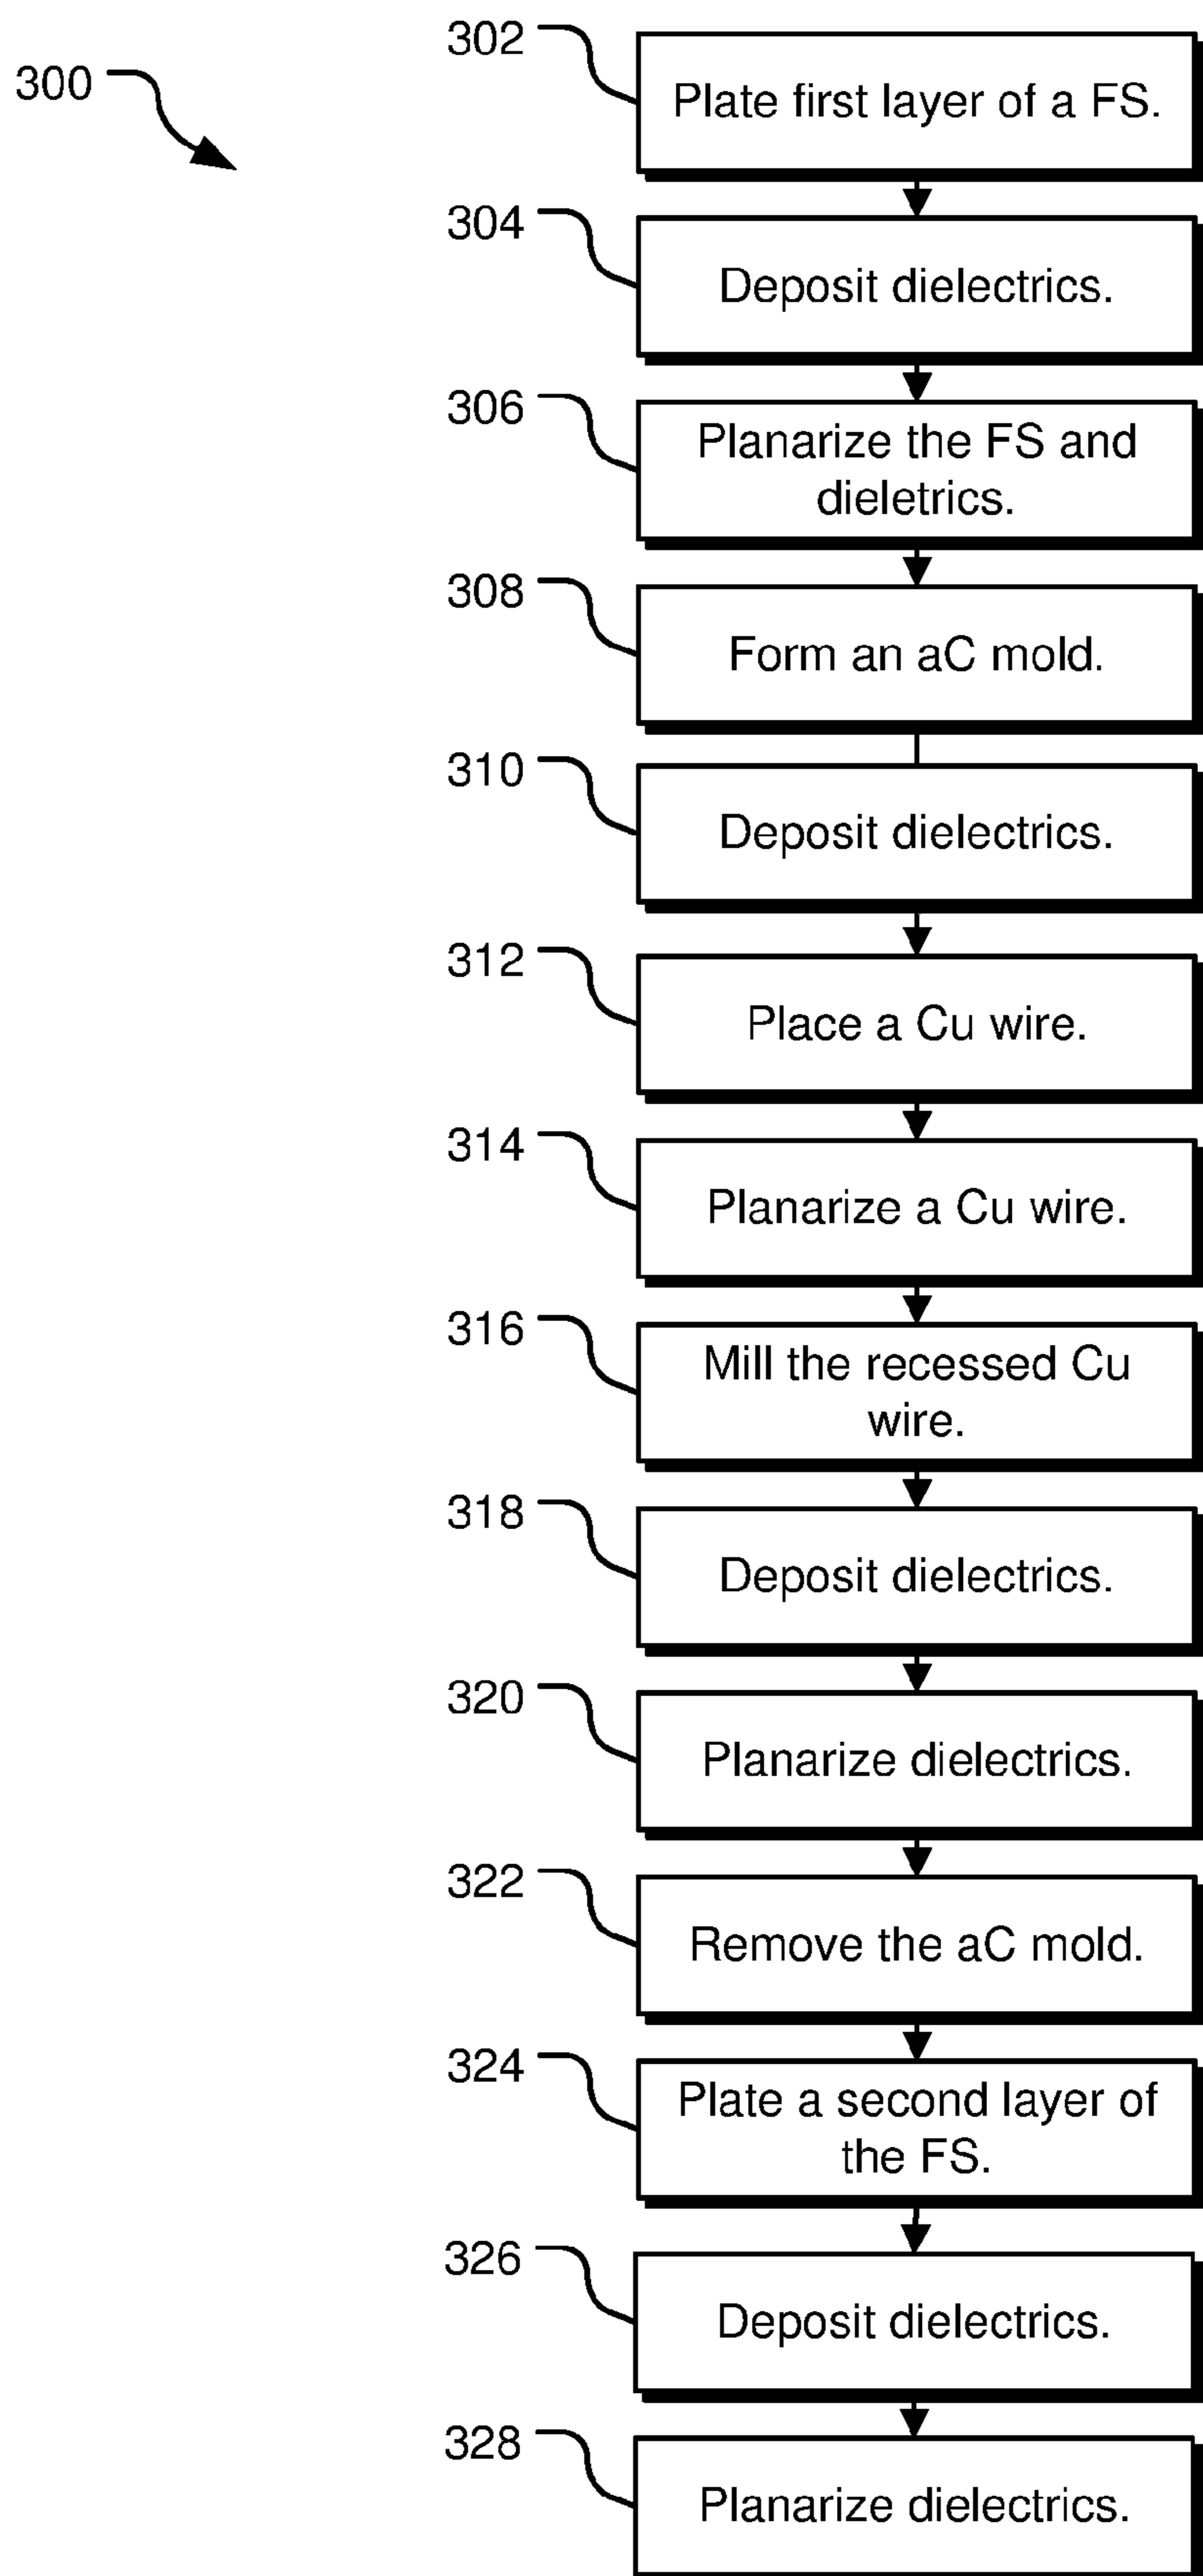 300
302
Plate first layer of a FS.
304
Deposit dielectrics.
306
Planarize the FS and
dieletrics.
308
Form an aC mold.
310
Deposit dielectrics.
312
Place a Cu wire.
314
Planarize a Cu wire.
316
Mill the recessed Cu
wire.
318
Deposit dielectrics.
320
Planarize dielectrics.
322
Remove the aC mold.
324
Plate a second layer of
the FS.
326
Deposit dielectrics.
328
Planarize dielectrics.